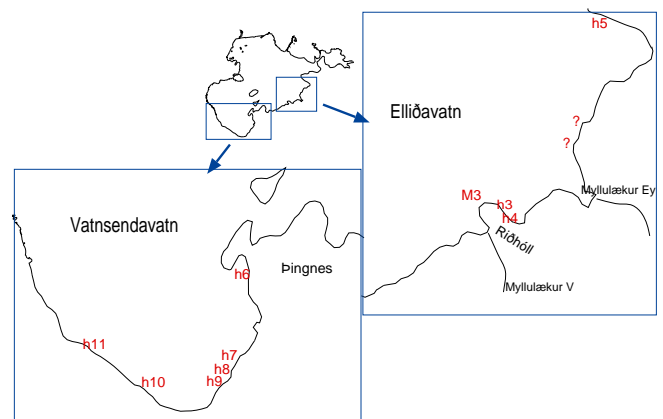 h5
Elliðavatn
?
?
Myllulækur Ey
M3
h3
h4
Riðhóll
Myllulækur V
Vatnsendavatn
Þingnes
h6
h11
h7
h8
h10
h9